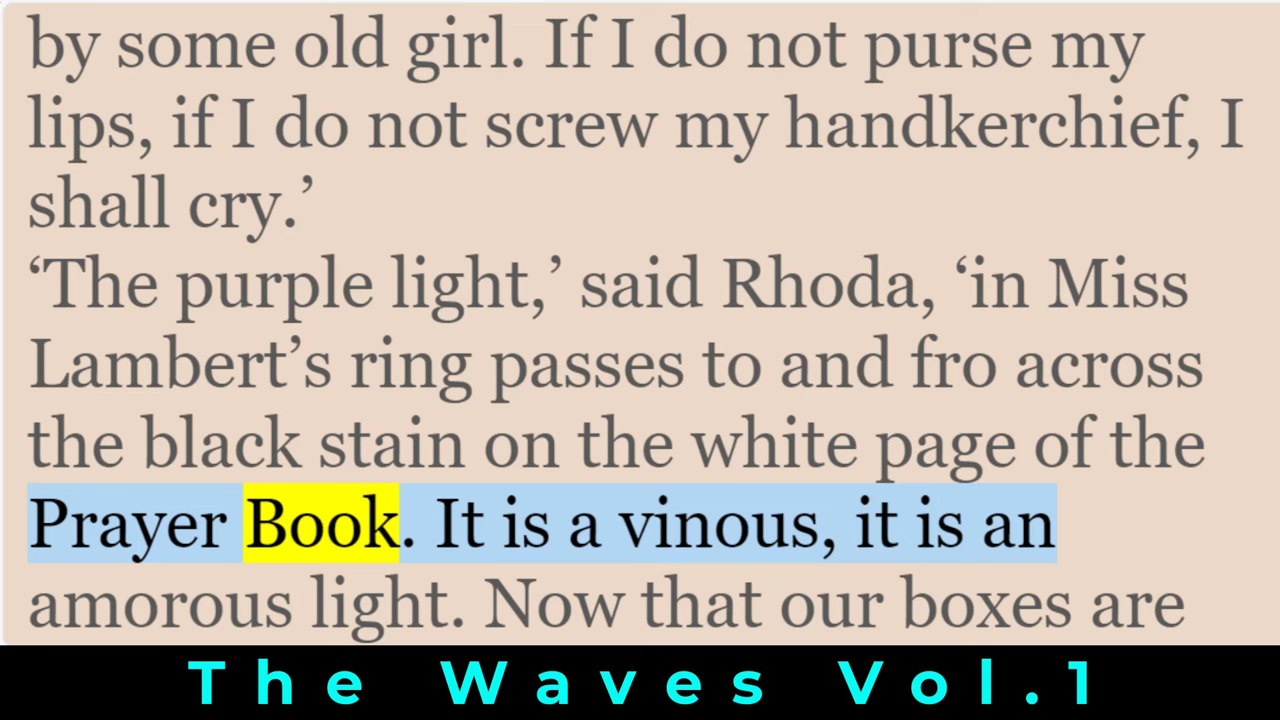 by some old girl. If I do not purse my
lips, if I do not screw my handkerchief, I
shall cry.’
‘The purple light,’ said Rhoda, ‘in Miss
Lambert’s ring passes to and fro across
the black stain on the white page of the
Prayer Book. It is a vinous, it is an
amorous light. Now that our boxes are
The Waves Vol.1